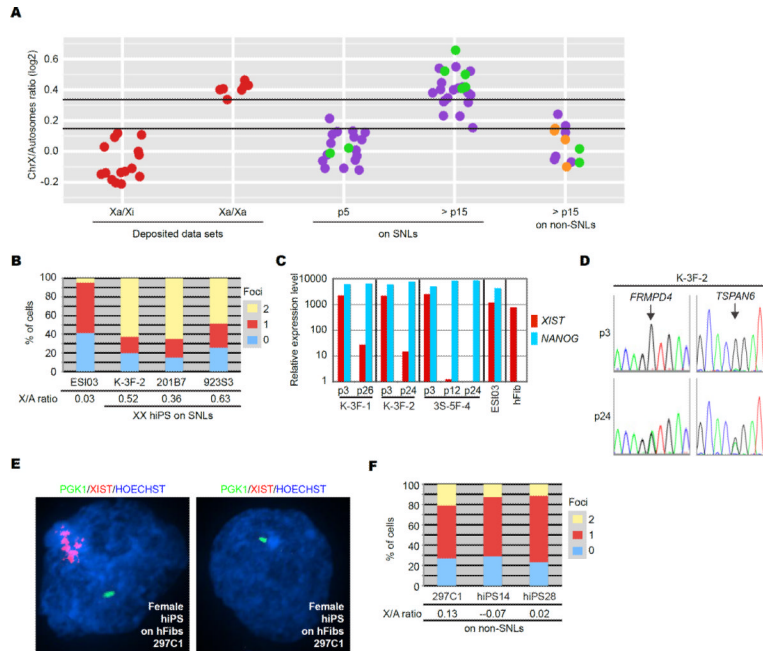 A
ChrX/Autosomes ratio (log2)
0.6
0.4
0.2
0.0
-0.2
Xa/Xi
Xa/Xa
p5
> p15
> p15
on non-SNLs
Deposited data sets
on SNLs
B
% of cells
100
80
60
40
20
0
Foci
2
1
0
ESI03
K-3F-2
201B7
923S3
X/A ratio
0.03
0.52
0.36
0.63
XX hiPS on SNLs
C
Relative expression level
10000
1000
100
10
1
XIST
NANOG
p3
p26
p3
p24
p3
p12
p24
ESI03
hFib
K-3F-1
K-3F-2
3S-5F-4
D
K-3F-2
FRMPD4
TSPAN6
p3
p24
E
PGK1/XIST/HOECHST
Female
hiPS
on hFibs
297C1
PGK1/XIST/HOECHST
Female
hiPS
on hFibs
297C1
F
% of cells
100
80
60
40
20
0
Foci
2
1
0
297C1
hiPS14
hiPS28
X/A ratio
0.13
--0.07
0.02
on non-SNLs